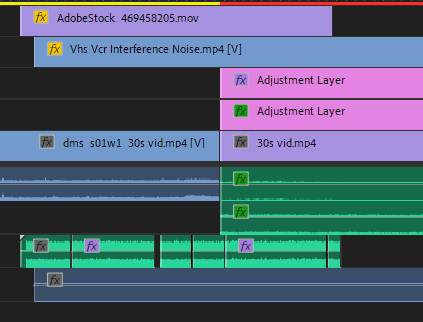 fx AdobeStock_469458205.mov
fx Vhs Vcr Interference Noise.mp4 [V]
fx Adjustment Layer
fx Adjustment Layer
fx dms_s01w1_30s vid.mp4 [V] fx 30s vid.mp4
fx
fx
fx fx fx
fx